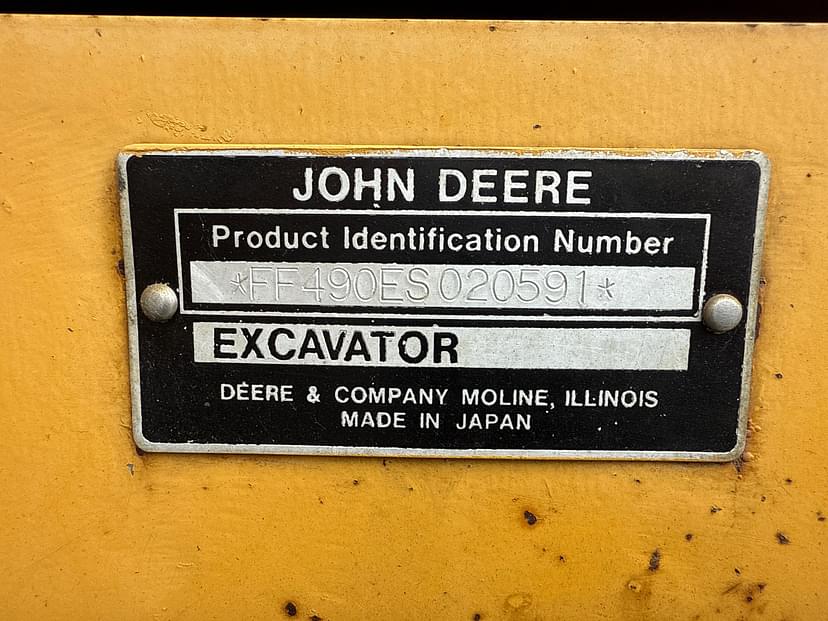 JOHN DEERE
Product Identification Number
*FF490ES020591*
EXCAVATOR
DEERE & COMPANY MOLINE, ILLINOIS
MADE IN JAPAN